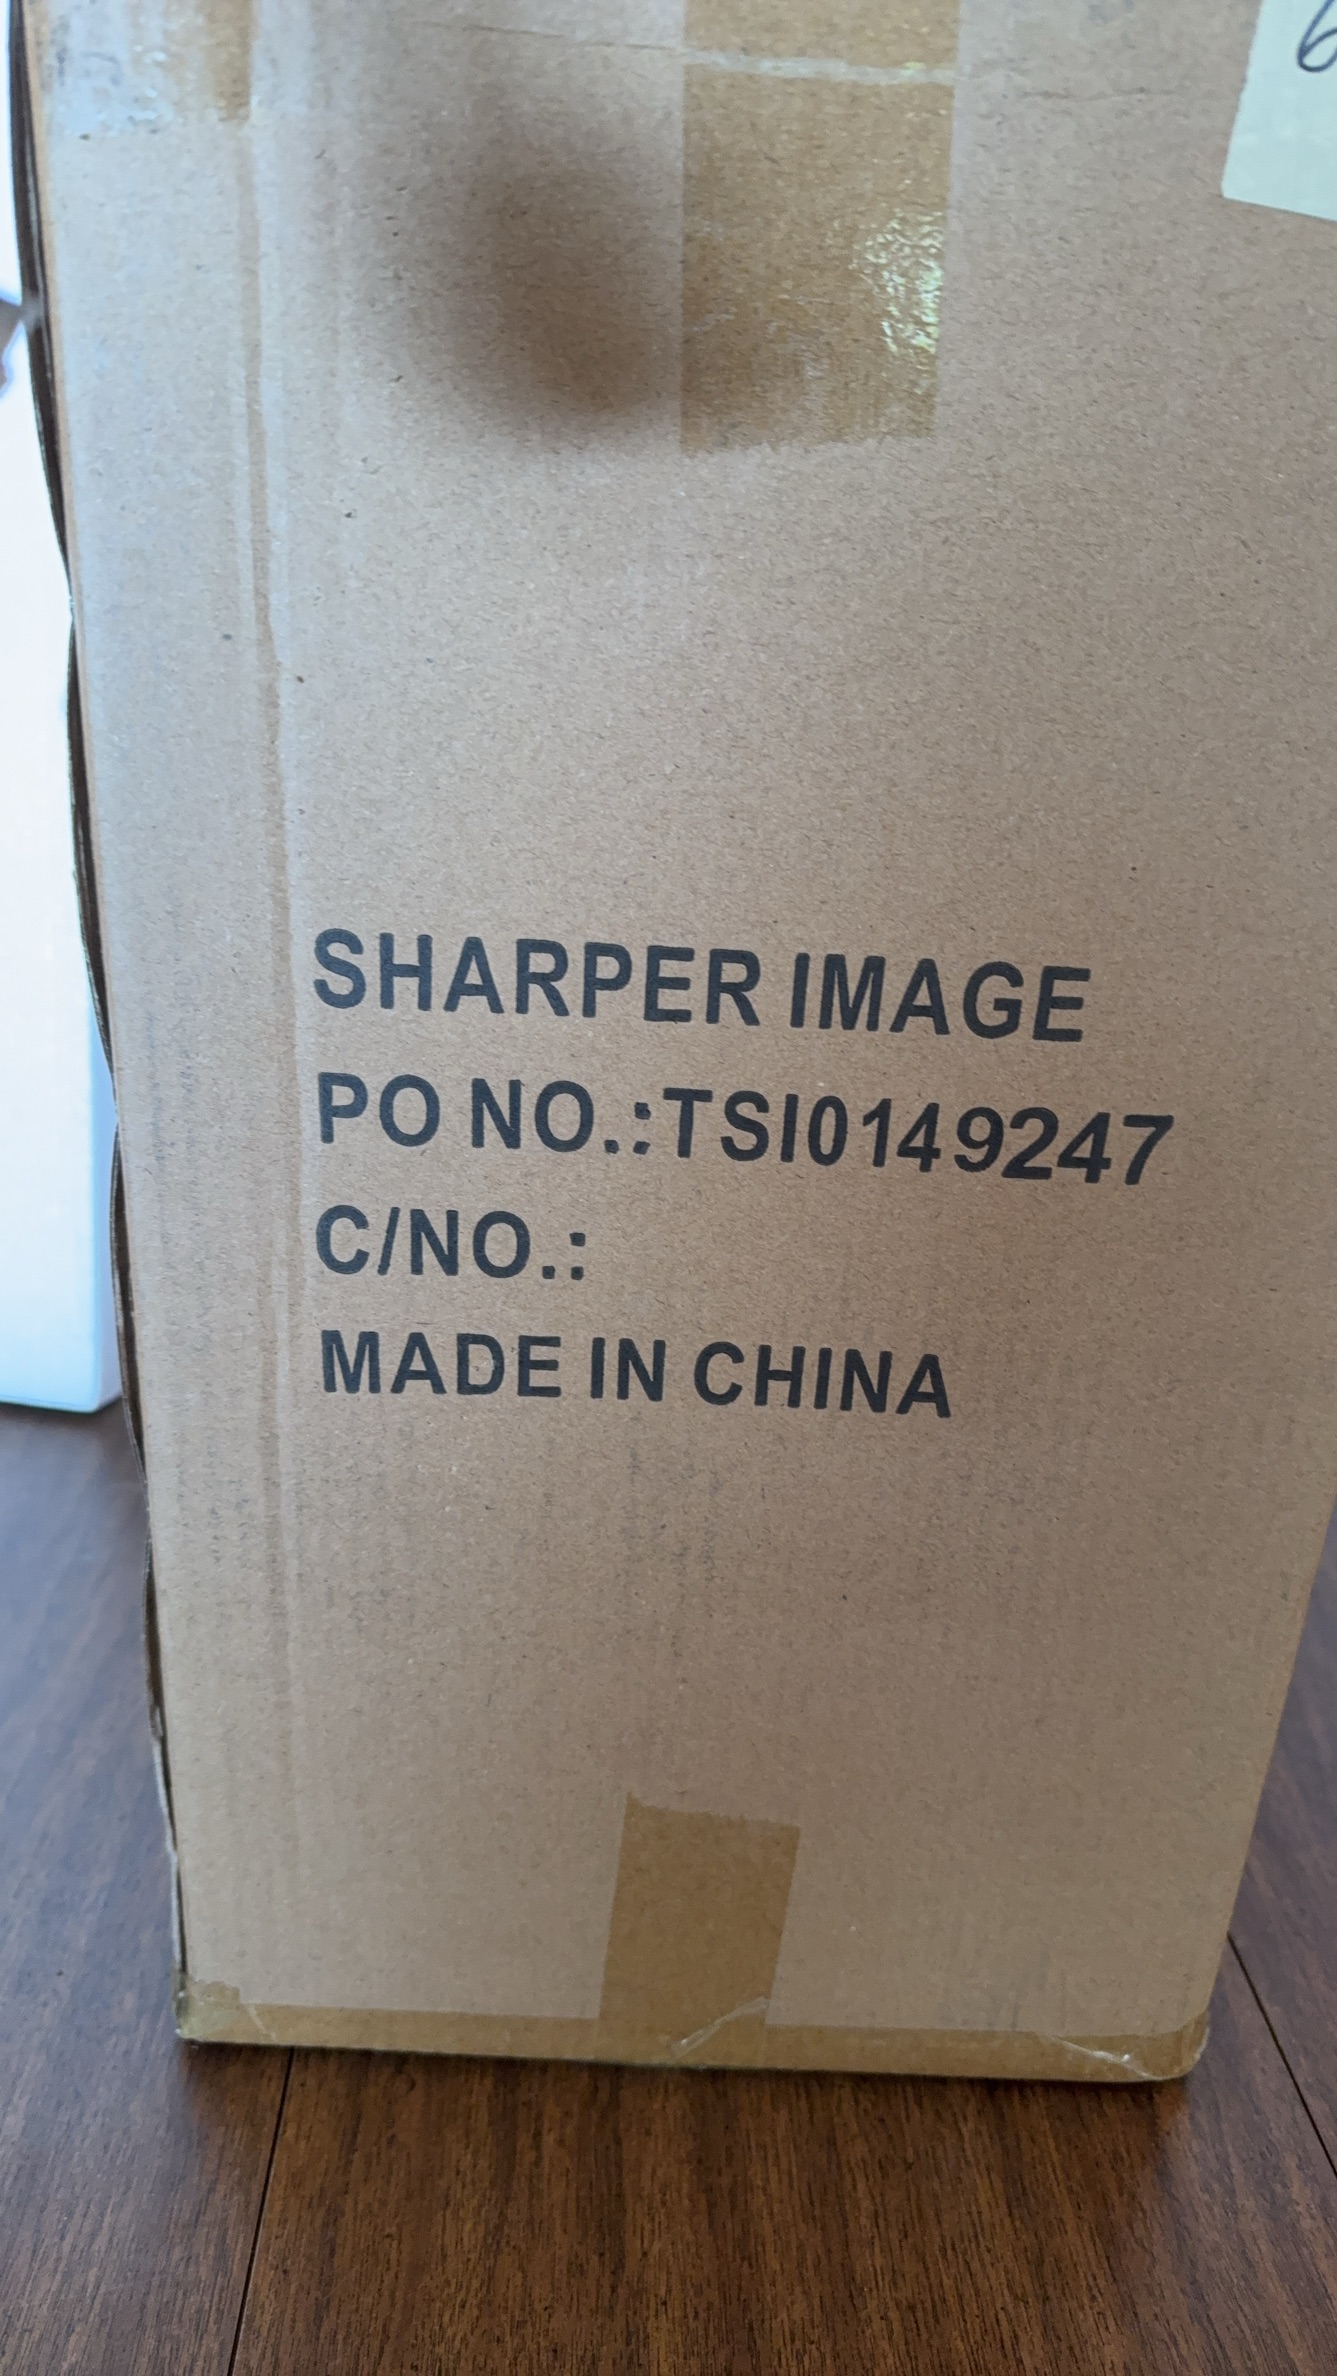 SHARPER IMAGE
PO NO.:TSI0149247
C/NO.:
MADE IN CHINA